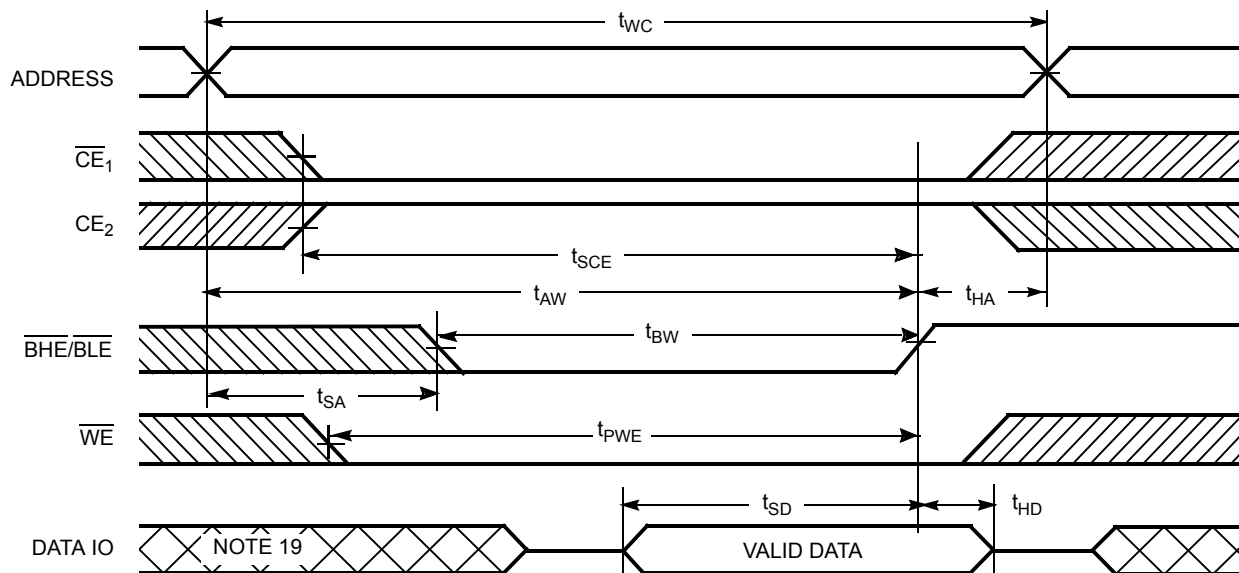 tWC
ADDRESS
CE1
CE2
tSCE
tAW
tHA
BHE/BLE
tBW
tSA
WE
tPWE
tSD
tHD
DATA IO
NOTE 19
VALID DATA